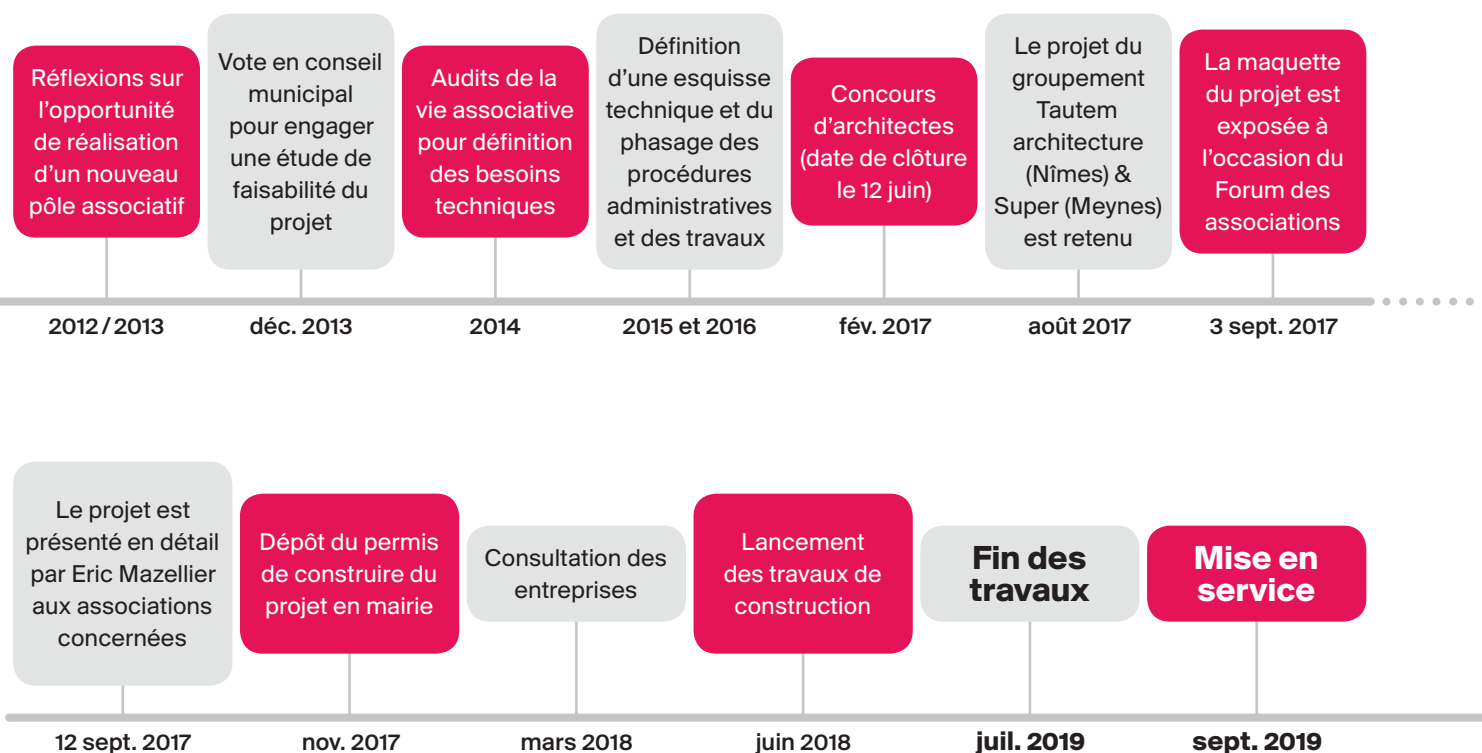 Réflexions sur
l'opportunité
de réalisation
d'un nouveau
pôle associatif
2012 / 2013
Vote en conseil
municipal
pour engager
une étude de
faisabilité du
projet
déc. 2013
Audits de la
vie associative
pour définition
des besoins
techniques
2014
Définition
d'une esquisse
technique et du
phasage des
procédures
administratives
et des travaux
2015 et 2016
Concours
d'architectes
(date de clôture
le 12 juin)
fév. 2017
Le projet du
groupement
Tautem
architecture
(Nîmes) &
Super (Meynes)
est retenu
août 2017
La maquette
du projet est
exposée à
l'occasion du
Forum des
associations
3 sept. 2017
Le projet est
présenté en détail
par Eric Mazellier
aux associations
concernées
12 sept. 2017
Dépôt du permis
de construire du
projet en mairie
nov. 2017
Consultation des
entreprises
mars 2018
Lancement
des travaux de
construction
juin 2018
Fin des
travaux
juil. 2019
Mise en
service
sept. 2019